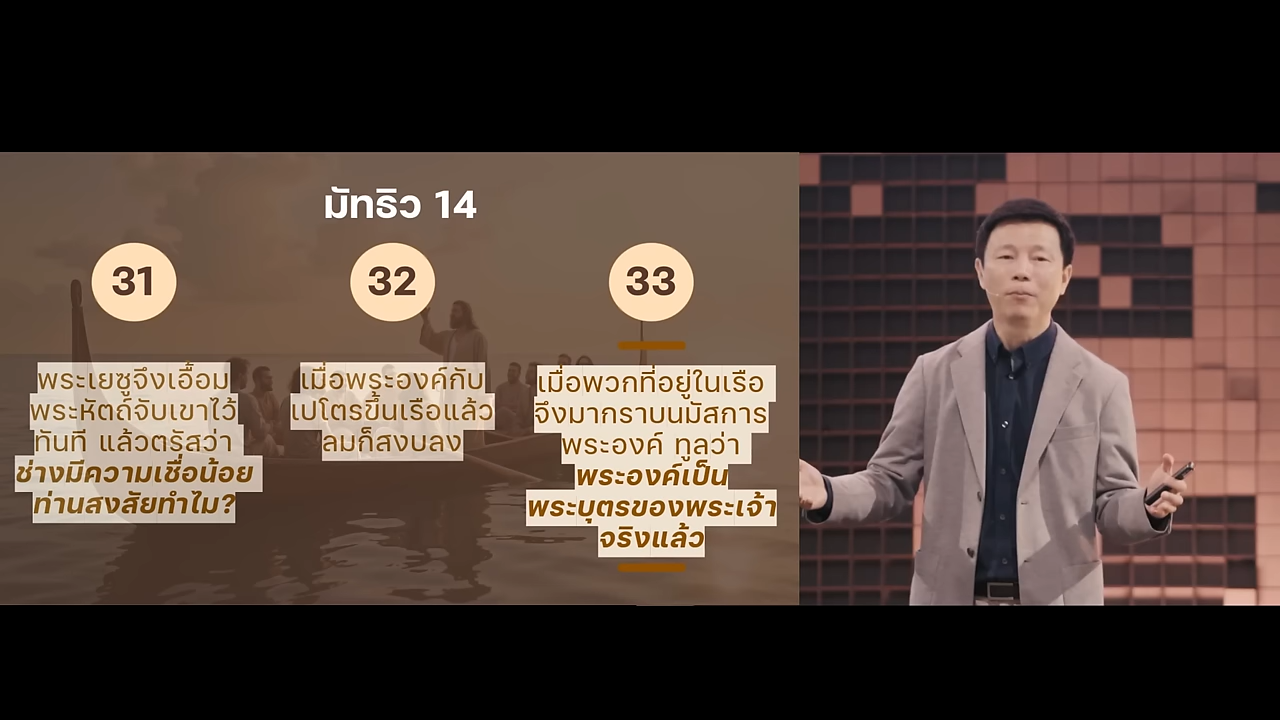 มัทธิว 14
31
พระเยซูจึงเอื้อม
พระหัตถ์จับเขาไว้
ทันที แล้วตรัสว่า
ช่างมีความเชื่อน้อย
ท่านสงสัยทำไม?
32
เมื่อพระองค์กับ
เปโตรขึ้นเรือแล้ว
ลมก็สงบลง
33
เมื่อพวกที่อยู่ในเรือ
จึงมากราบนมัสการ
พระองค์ ทูลว่า
พระองค์เป็น
พระบุตรของพระเจ้า
จริงแล้ว